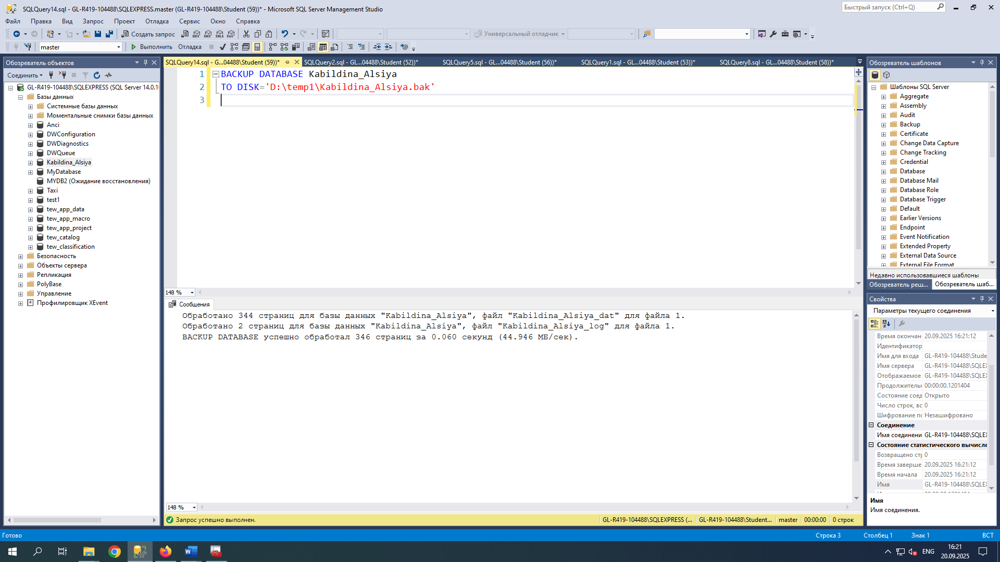 SQLQuery14.sql - GL-R419-104488\SQLEXPRESS.master (GL-R419-104488\Student (59))* - Microsoft SQL Server Management Studio
Быстрый запуск (Ctrl+Q)
Файл Правка Вид Запрос Проект Отладка Сервис Окно Справка
Создать запрос MDX DMX XMLA DAX Универсальный отладчик
master Выполнить Отладка
Обозреватель объектов
Соединить
GL-R419-104488\SQLEXPRESS (SQL Server 14.0.10
Базы данных
Системные базы данных
Моментальные снимки базы данных
Anci
DWConfiguration
DWDiagnostics
DWQueue
Kabildina_Alsiya
MyDatabase
MYDB2 (Ожидание восстановления)
Taxi
test1
tew_app_data
tew_app_macro
tew_app_project
tew_catalog
tew_classification
Безопасность
Объекты сервера
Репликация
PolyBase
Управление
Профилировщик XEvent
SQLQuery14.sql - G...04488\Student (59))* SQLQuery2.sql - GL...04488\Student (52))* SQLQuery5.sql - GL...04488\Student (56))* SQLQuery1.sql - GL...04488\Student (53))* SQLQuery8.sql - GL...04488\Student (58))*
1 BACKUP DATABASE Kabildina_Alsiya
2 TO DISK='D:\temp1\Kabildina_Alsiya.bak'
3
148 %
Сообщения
Обработано 344 страниц для базы данных "Kabildina_Alsiya", файл "Kabildina_Alsiya_dat" для файла 1.
Обработано 2 страниц для базы данных "Kabildina_Alsiya", файл "Kabildina_Alsiya_log" для файла 1.
BACKUP DATABASE успешно обработал 346 страниц за 0.060 секунд (44.946 МБ/сек).
148 %
Запрос успешно выполнен. GL-R419-104488\SQLEXPRESS (... GL-R419-104488\Student... master 00:00:00 0 строк
Обозреватель шаблонов
Шаблоны SQL Server
Aggregate
Assembly
Audit
Backup
Certificate
Change Data Capture
Change Tracking
Credential
Database
Database Mail
Database Role
Database Trigger
Default
Earlier Versions
Endpoint
Event Notification
Extended Property
External Data Source
External File Format
Недавно использовавшиеся шаблоны
Обозреватель реш... Обозреватель шаб...
Свойства
Параметры текущего соединения
Время окончан 20.09.2025 16:21:12
Идентификатор
Имя для входа GL-R419-104488\Stude
Имя сервера GL-R419-104488\SQLEX
Отображаемое GL-R419-104488\SQLEX
Продолжительн 00:00:00.1201404
Состояние соед Открыто
Число строк, вс 0
Шифрование по Незашифровано
Соединение
Имя соединени GL-R419-104488\SQLEX
Состояние статистического вычисле
Возвращено стр 0
Время заверше 20.09.2025 16:21:12
Время начала 20.09.2025 16:21:12
Имя GL-R419-104488\SQLEX
Имя
Имя соединения.
Готово Строка 3 Столбец 1 Знак 1 ВСТ
ENG 16:21
20.09.2025